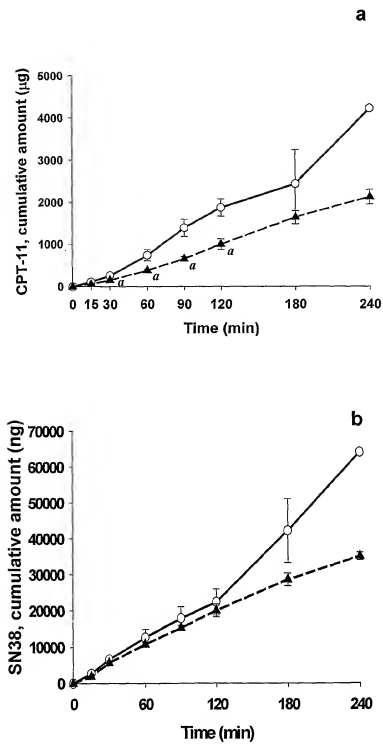 a
CPT-11, cumulative amount (µg)
5000
4000
3000
2000
1000
0
a
a
a
a
0 15 30 60 90 120 180 240
Time (min)
b
SN38, cumulative amount (ng)
70000
60000
50000
40000
30000
20000
10000
0
0 30 60 90 120 180 240
Time (min)